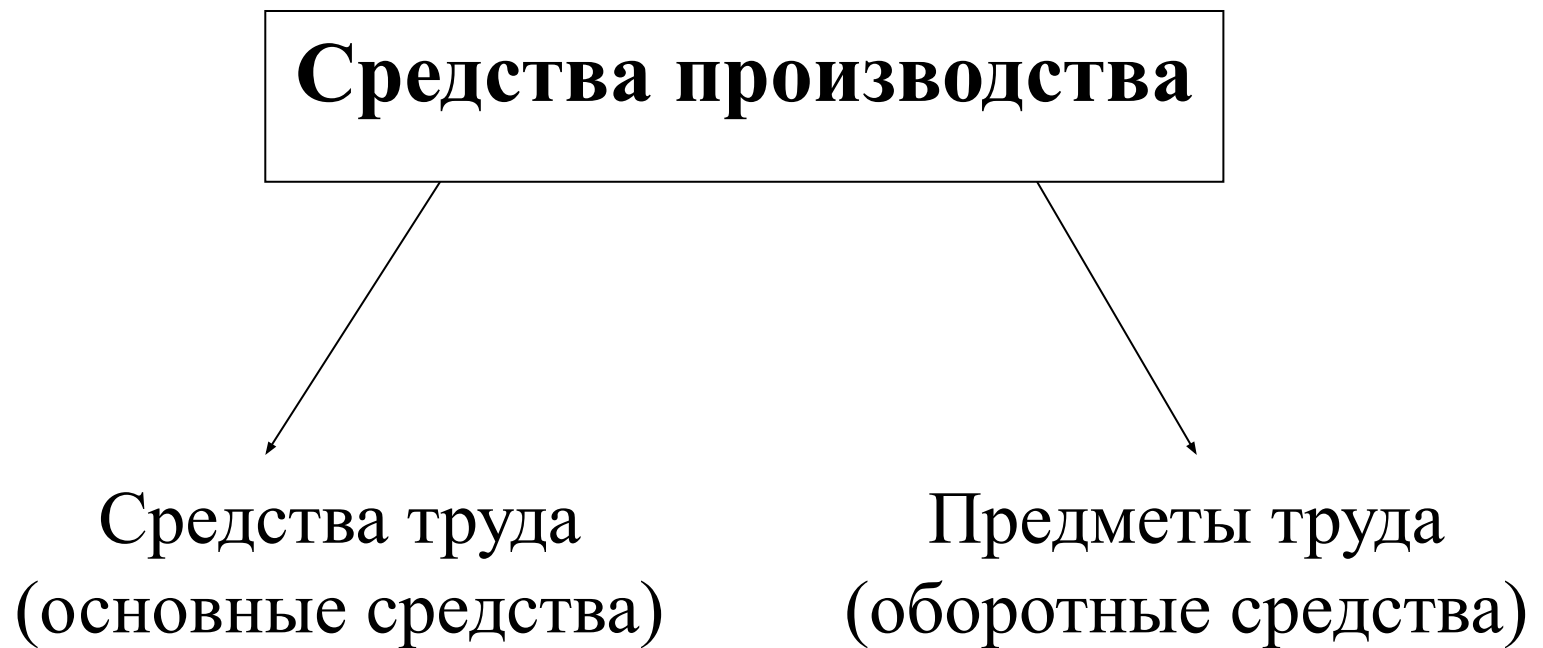 Средства производства
Средства труда
(основные средства)
Предметы труда
(оборотные средства)